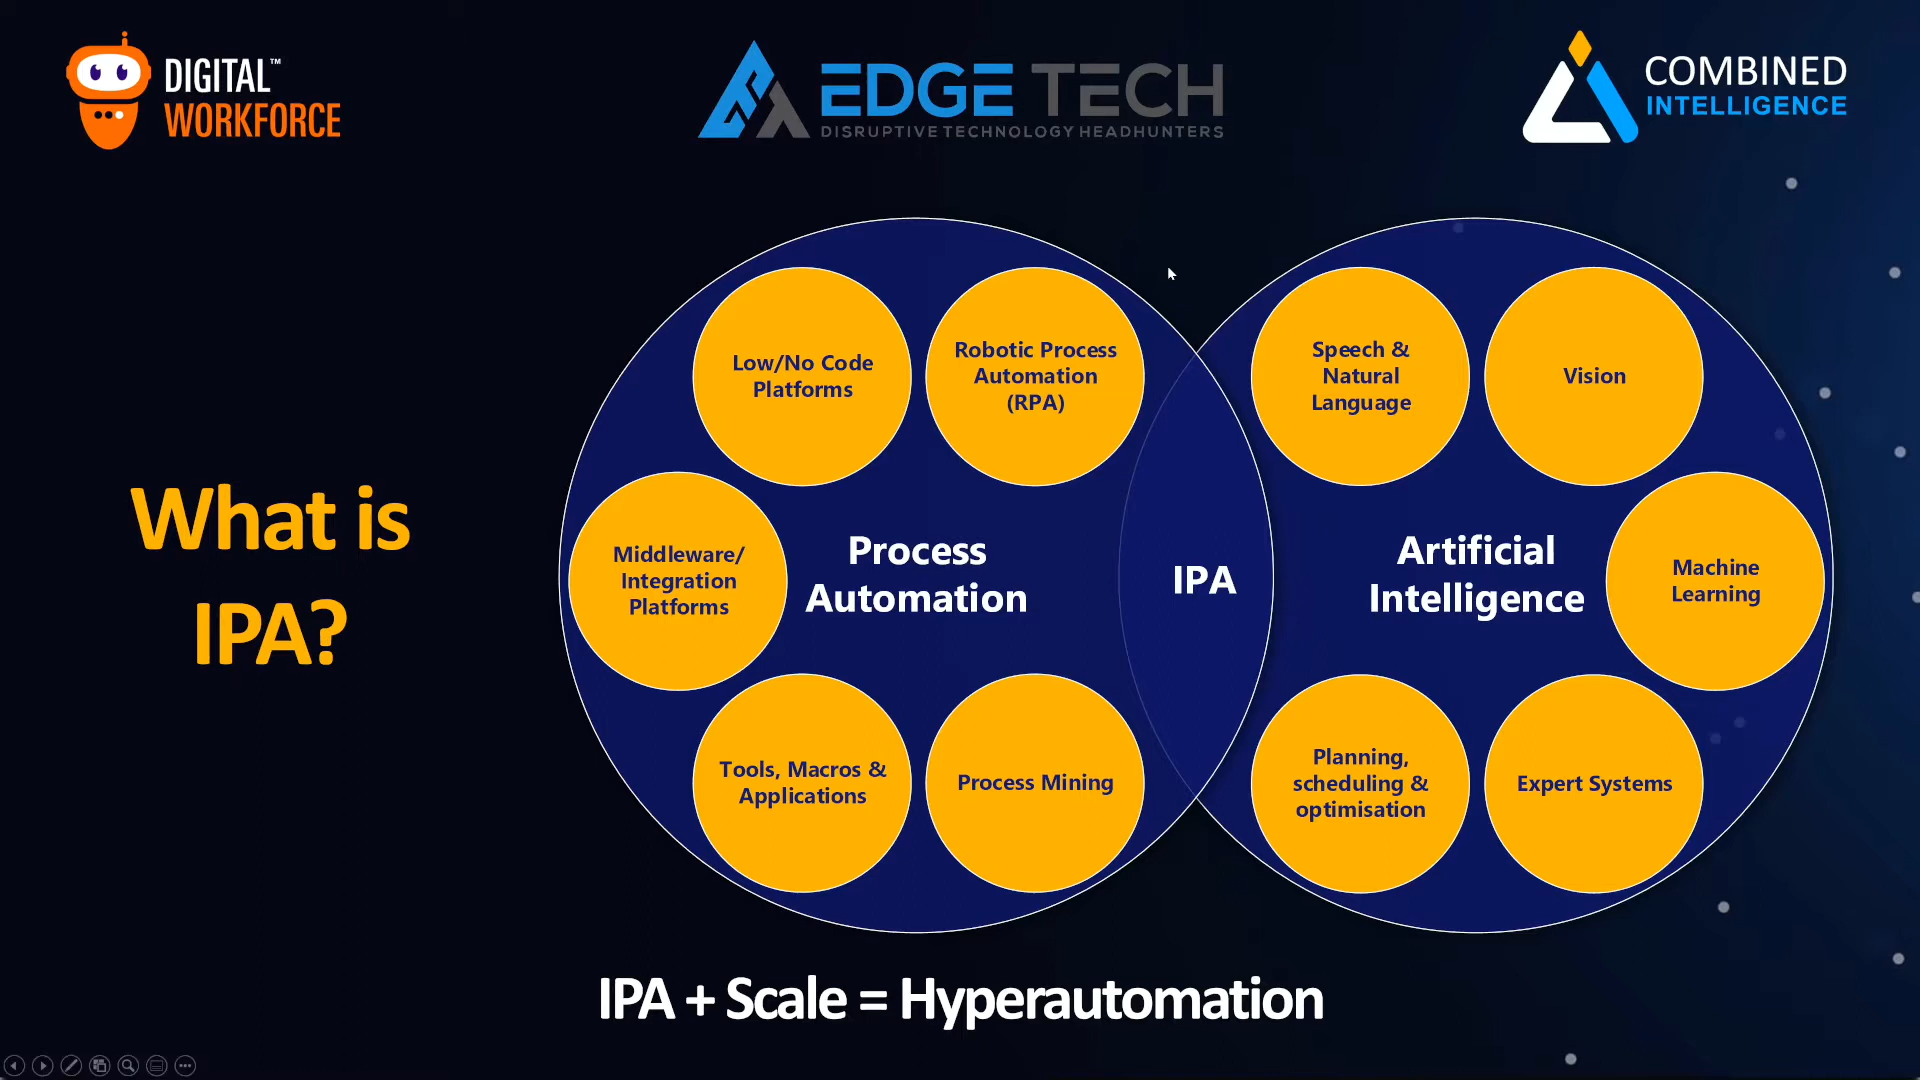 DIGITAL™
WORKFORCE
EDGE TECH
DISRUPTIVE TECHNOLOGY HEADHUNTERS
COMBINED
INTELLIGENCE
What is
IPA?
Low/No Code
Platforms
Robotic Process
Automation
(RPA)
Middleware/
Integration
Platforms
Process
Automation
Tools, Macros &
Applications
Process Mining
IPA
Speech &
Natural
Language
Vision
Artificial
Intelligence
Machine
Learning
Planning,
scheduling &
optimisation
Expert Systems
IPA + Scale = Hyperautomation